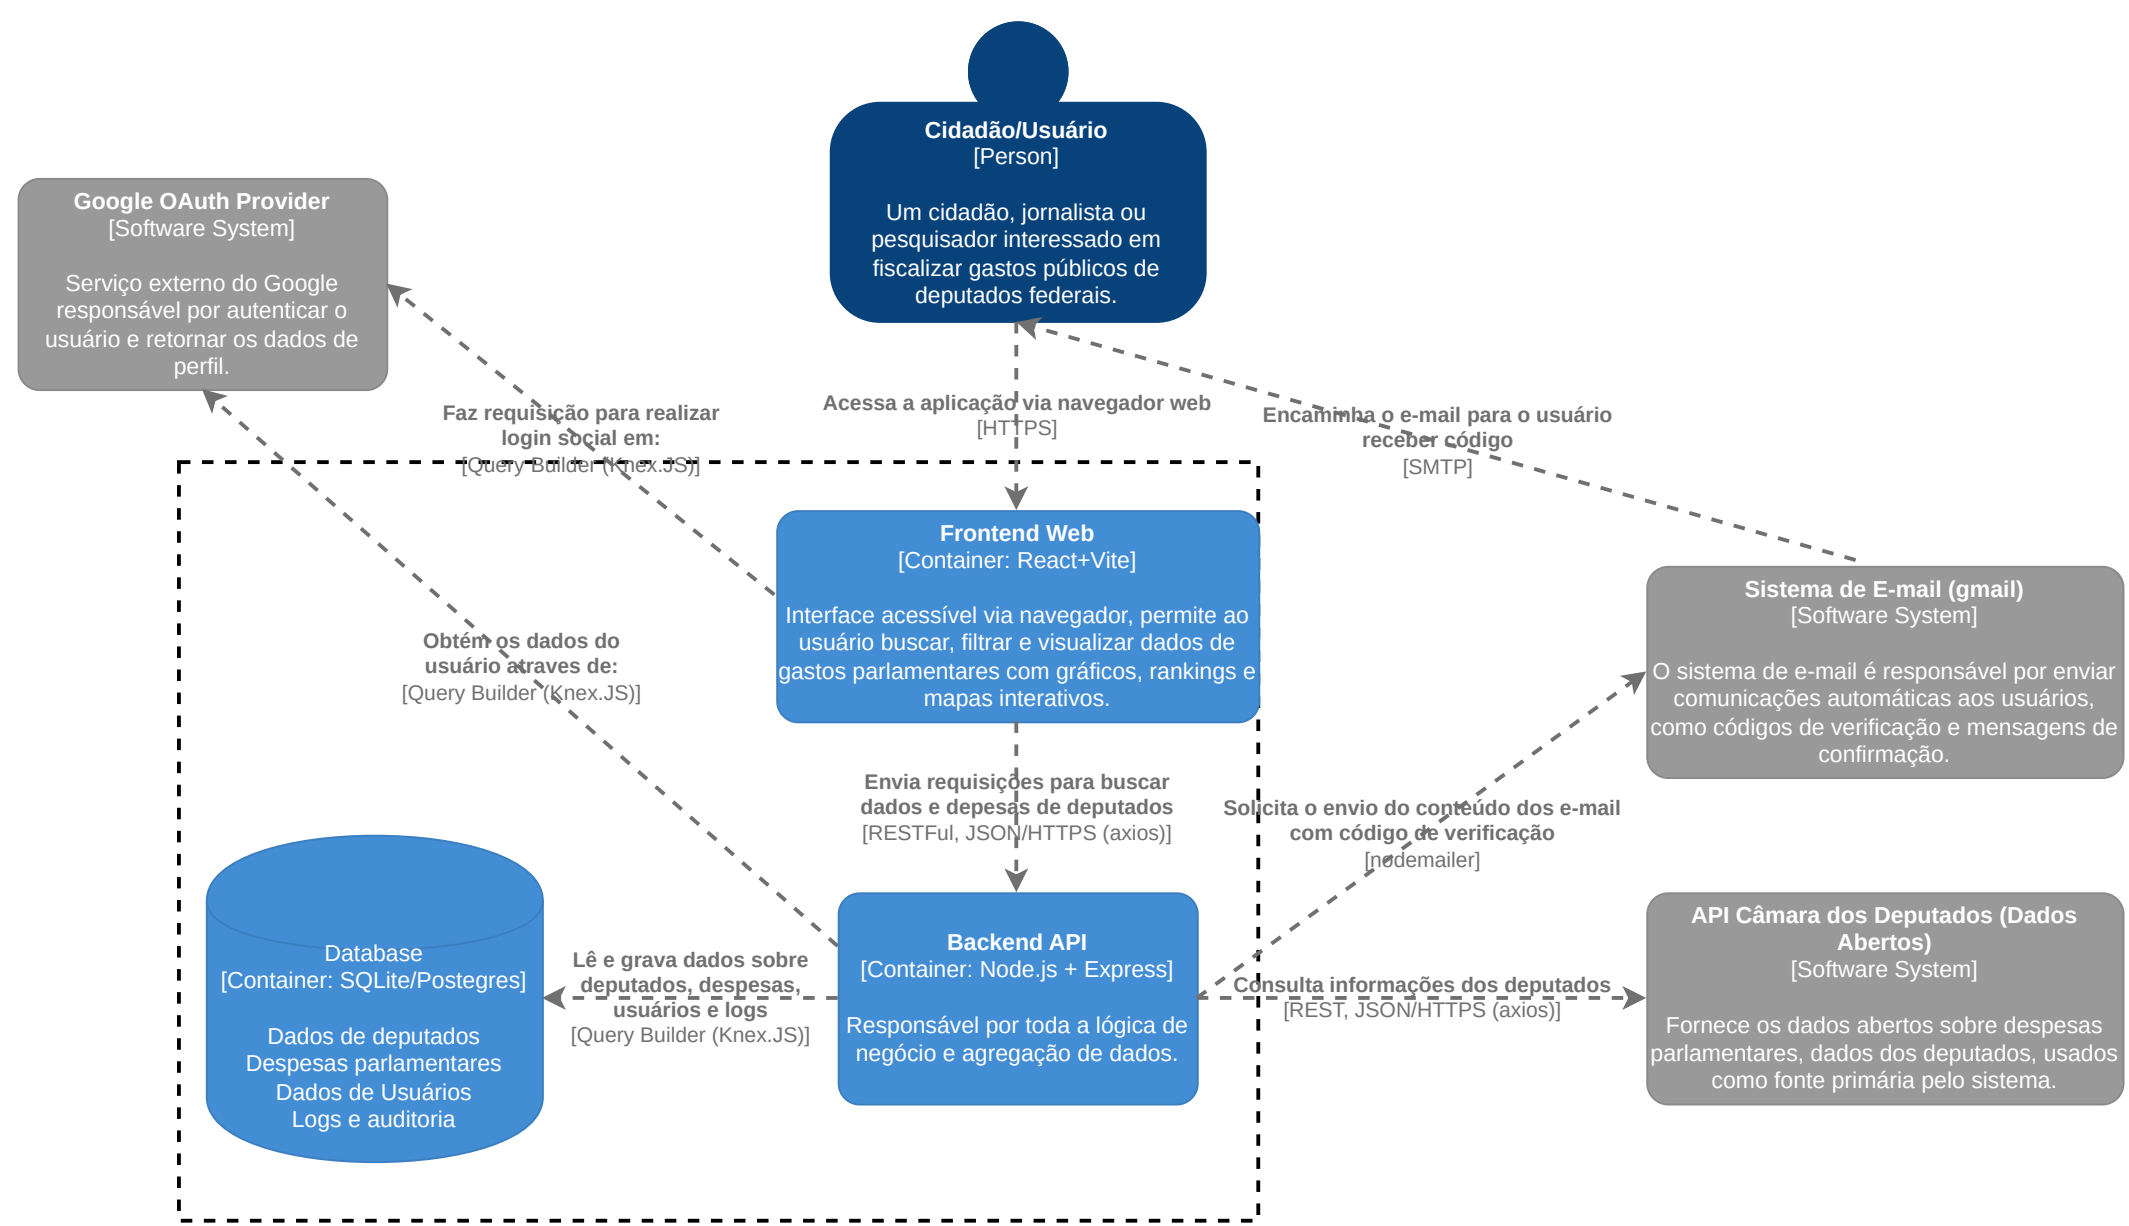 Cidadão/Usuário
[Person]
Um cidadão, jornalista ou
pesquisador interessado em
fiscalizar gastos públicos de
deputados federais.
Google OAuth Provider
[Software System]
Serviço externo do Google
responsável por autenticar o
usuário e retornar os dados de
perfil.
Faz requisição para realizar
login social em:
[Query Builder (Knex.JS)]
Acessa a aplicação via navegador web
[HTTPS]
Encaminha o e-mail para o usuário
receber código
[SMTP]
Frontend Web
[Container: React+Vite]
Interface acessível via navegador, permite ao
usuário buscar, filtrar e visualizar dados de
gastos parlamentares com gráficos, rankings e
mapas interativos.
Sistema de E-mail (gmail)
[Software System]
O sistema de e-mail é responsável por enviar
comunicações automáticas aos usuários,
como códigos de verificação e mensagens de
confirmação.
Obtém os dados do
usuário atraves de:
[Query Builder (Knex.JS)]
Envia requisições para buscar
dados e depesas de deputados
[RESTFul, JSON/HTTPS (axios)]
Solicita o envio do conteúdo dos e-mail
com código de verificação
[nodemailer]
Database
[Container: SQLite/Postegres]
Dados de deputados
Despesas parlamentares
Dados de Usuários
Logs e auditoria
Lê e grava dados sobre
deputados, despesas,
usuários e logs
[Query Builder (Knex.JS)]
Backend API
[Container: Node.js + Express]
Responsável por toda a lógica de
negócio e agregação de dados.
Consulta informações dos deputados
[REST, JSON/HTTPS (axios)]
API Câmara dos Deputados (Dados
Abertos)
[Software System]
Fornece os dados abertos sobre despesas
parlamentares, dados dos deputados, usados
como fonte primária pelo sistema.